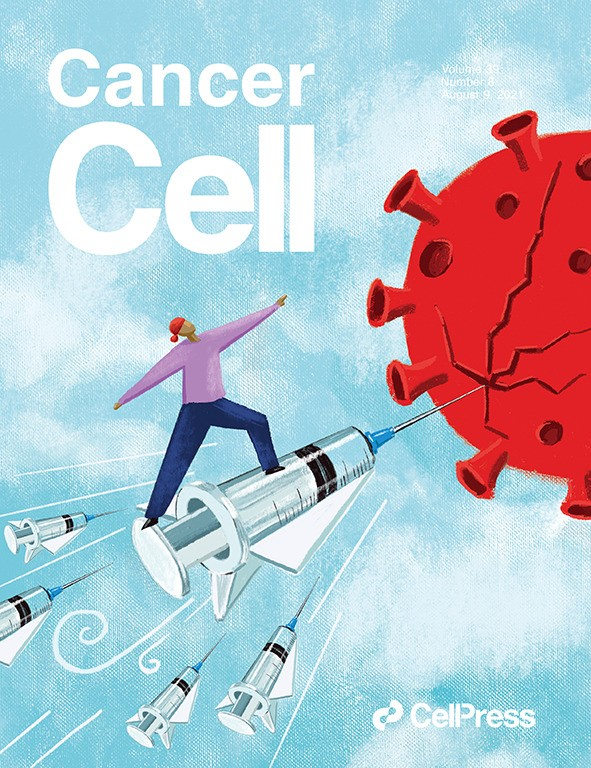 Cancer
Cell
Volume 39
Number 8
August 9, 2021
CellPress